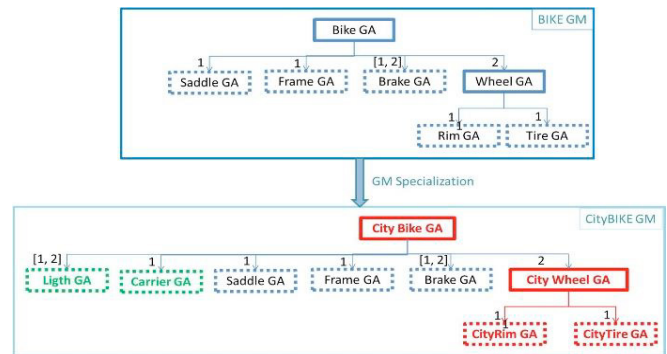 BIKE GM
Bike GA
1 1 [1, 2] 2
Saddle GA Frame GA Brake GA Wheel GA
1 1
Rim GA Tire GA
1
GM Specialization
CityBIKE GM
City Bike GA
[1, 2] 1 1 1 [1, 2] 2
Ligth GA Carrier GA Saddle GA Frame GA Brake GA City Wheel GA
1 1
CityRim GA CityTire GA
1